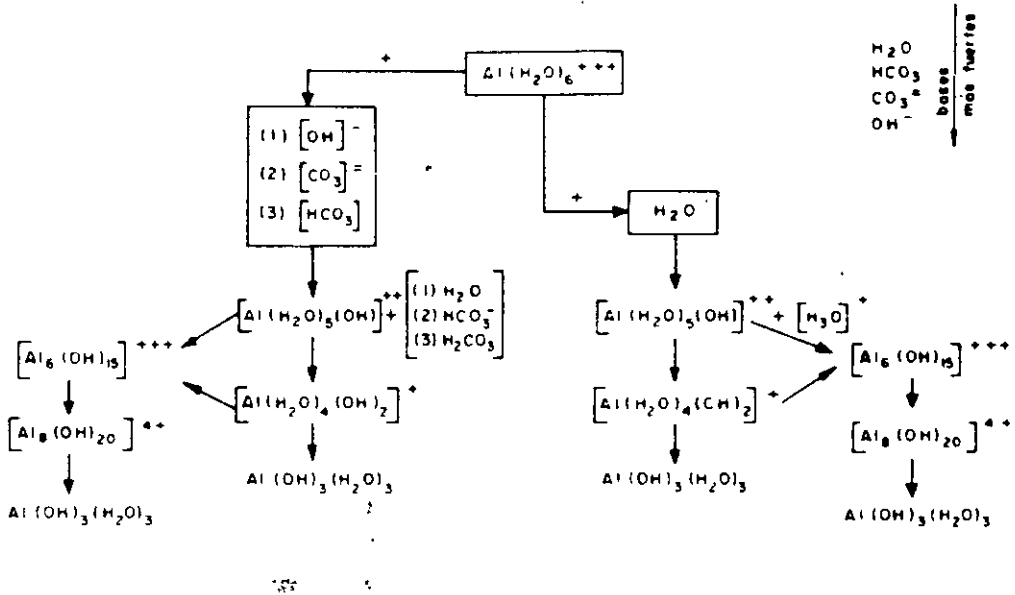 +
Al(H2O)6+++
H2O
HCO3
CO3=
OH-
bases
mas fuertes
(1) [OH]-
(2) [CO3]=
(3) [HCO3]
+
H2O
[Al(H2O)5(OH)]++ +
(1) H2O
(2) HCO3-
(3) H2CO3
[Al(H2O)5(OH)]++ + [H3O]+
[Al6(OH)15]+++
[Al(H2O)4(OH)2]+
[Al(H2O)4(CH)2]+
[Al6(OH)15]+++
[Al8(OH)20]4+
[Al8(OH)20]4+
Al(OH)3(H2O)3
Al(OH)3(H2O)3
Al(OH)3(H2O)3
Al(OH)3(H2O)3